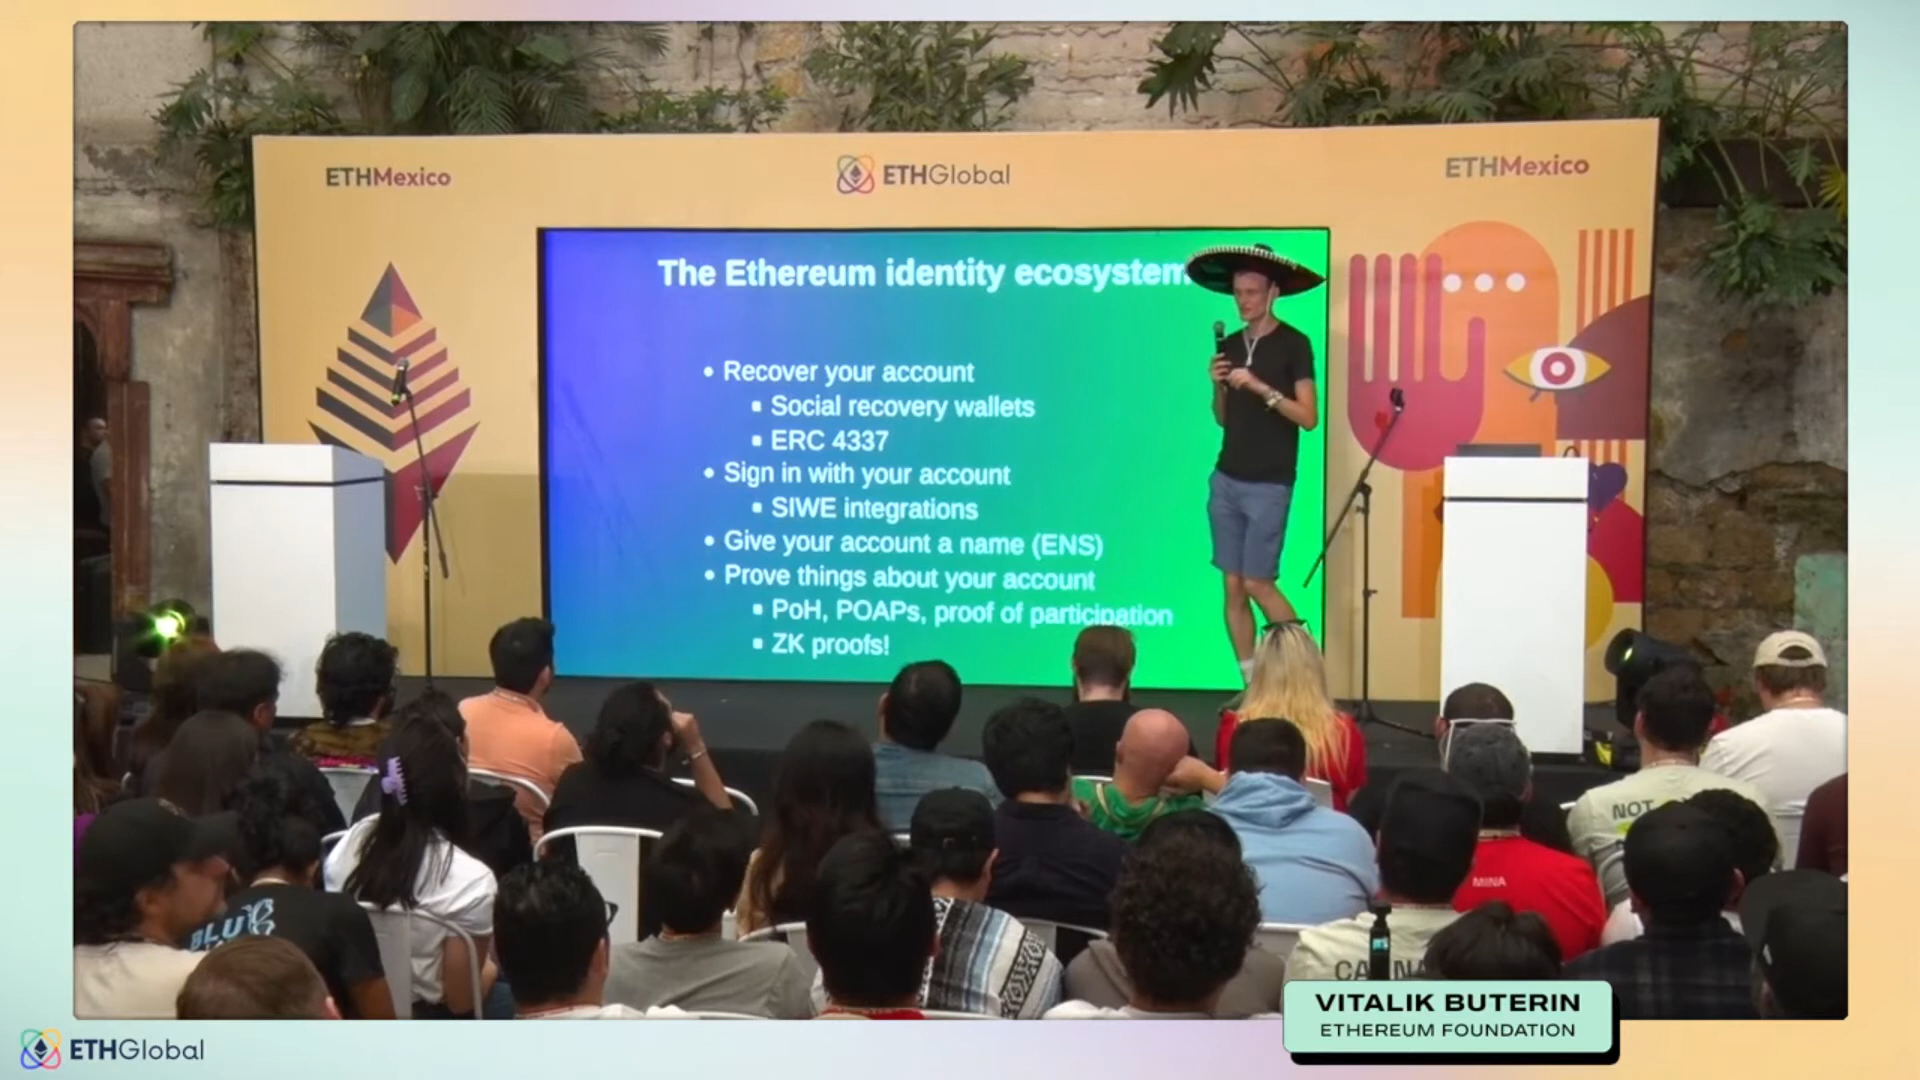 ETHMexico
ETHGlobal
ETHMexico
The Ethereum identity ecosystem
• Recover your account
▪ Social recovery wallets
▪ ERC 4337
• Sign in with your account
▪ SIWE integrations
• Give your account a name (ENS)
• Prove things about your account
▪ PoH, POAPs, proof of participation
▪ ZK proofs!
NOT
MINA
BLU
VITALIK BUTERIN
ETHEREUM FOUNDATION
ETHGlobal